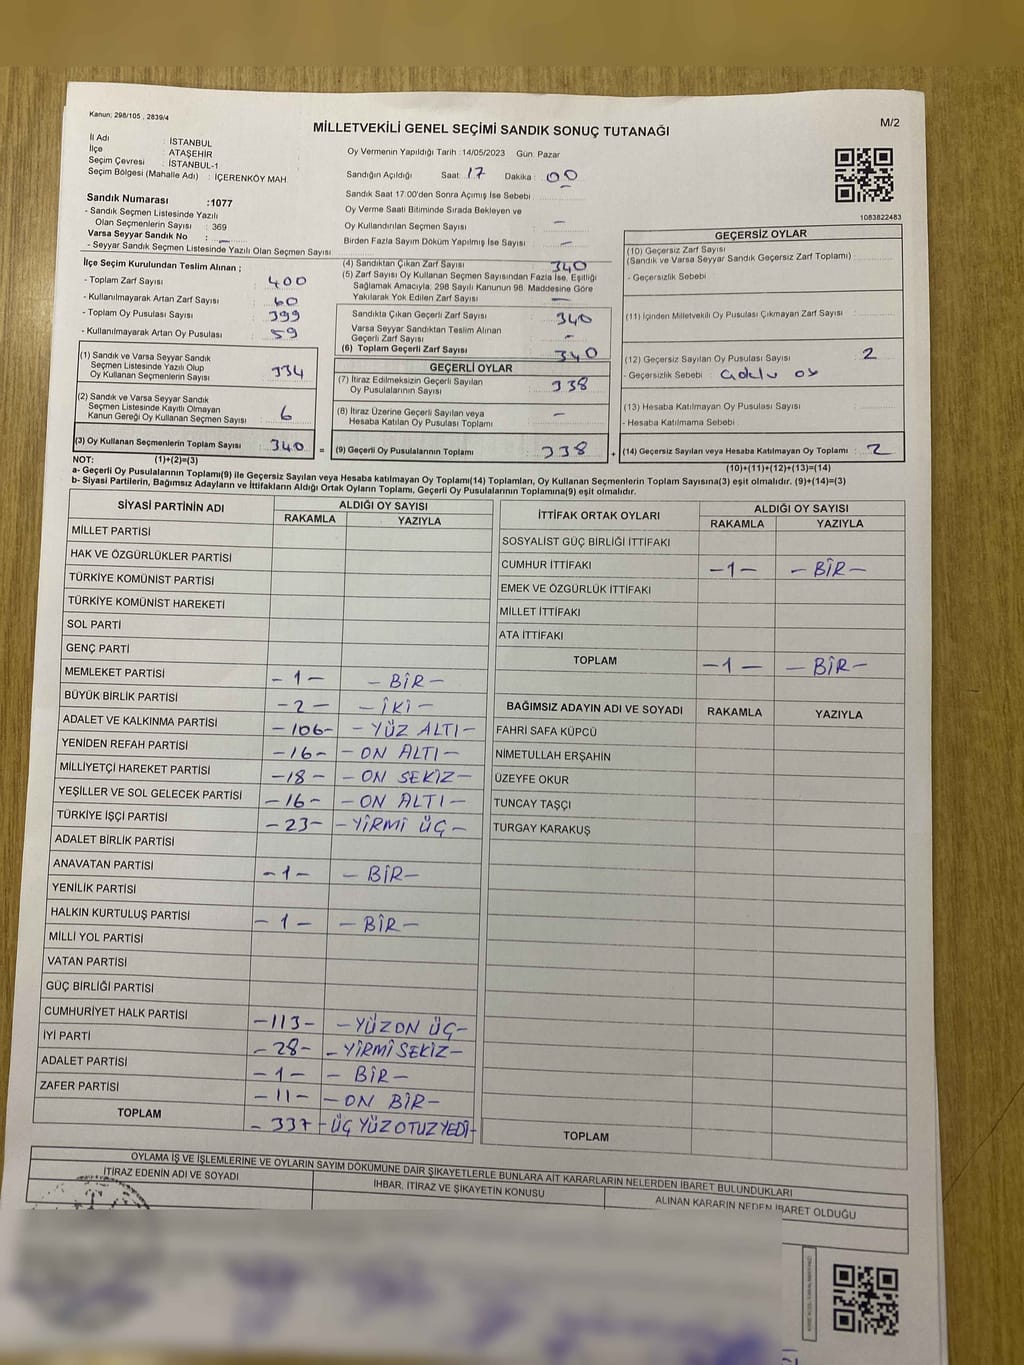 Kanun; 298/105 , 2839/4
M/2
MİLLETVEKİLİ GENEL SEÇİMİ SANDIK SONUÇ TUTANAĞI
İl Adı : İSTANBUL
İlçe : ATAŞEHİR
Seçim Çevresi : İSTANBUL-1
Seçim Bölgesi (Mahalle Adı) : İÇERENKÖY MAH.
Sandık Numarası :1077
- Sandık Seçmen Listesinde Yazılı
Olan Seçmenlerin Sayısı : 369
Varsa Seyyar Sandık No : –
- Seyyar Sandık Seçmen Listesinde Yazılı Olan Seçmen Sayısı
Oy Vermenin Yapıldığı Tarih :14/05/2023 Gün: Pazar
Sandığın Açıldığı Saat: 17 Dakika : 00
Sandık Saat 17:00'den Sonra Açımış İse Sebebi :
Oy Verme Saati Bitiminde Sırada Bekleyen ve
Oy Kullandırılan Seçmen Sayısı –
Birden Fazla Sayım Döküm Yapılmış İse Sayısı –
1083822483
İlçe Seçim Kurulundan Teslim Alınan ;
- Toplam Zarf Sayısı : 400
- Kullanılmayarak Artan Zarf Sayısı : 60
- Toplam Oy Pusulası Sayısı : 399
- Kullanılmayarak Artan Oy Pusulası : 59
(1) Sandık ve Varsa Seyyar Sandık
Seçmen Listesinde Yazılı Olup
Oy Kullanan Seçmenlerin Sayısı : 334
(2) Sandık ve Varsa Seyyar Sandık
Seçmen Listesinde Kayıtlı Olmayan
Kanun Gereği Oy Kullanan Seçmen Sayısı : 6
(3) Oy Kullanan Seçmenlerin Toplam Sayısı : 340
(4) Sandıktan Çıkan Zarf Sayısı 340
(5) Zarf Sayısı Oy Kullanan Seçmen Sayısından Fazla İse, Eşitliği
Sağlamak Amacıyla; 298 Sayılı Kanunun 98. Maddesine Göre
Yakılarak Yok Edilen Zarf Sayısı –
Sandıkta Çıkan Geçerli Zarf Sayısı : 340
Varsa Seyyar Sandıktan Teslim Alınan
Geçerli Zarf Sayısı: –
(6) Toplam Geçerli Zarf Sayısı : 340
GEÇERLİ OYLAR
(7) İtiraz Edilmeksizin Geçerli Sayılan
Oy Pusulalarının Sayısı : 338
(8) İtiraz Üzerine Geçerli Sayılan veya
Hesaba Katılan Oy Pusulası Toplamı –
= (9) Geçerli Oy Pusulalarının Toplamı : 338
GEÇERSİZ OYLAR
(10) Geçersiz Zarf Sayısı
(Sandık ve Varsa Seyyar Sandık Geçersiz Zarf Toplamı) :
- Geçersizlik Sebebi :
(11) İçinden Milletvekili Oy Pusulası Çıkmayan Zarf Sayısı :
(12) Geçersiz Sayılan Oy Pusulası Sayısı : 2
- Geçersizlik Sebebi : Çoklu oy
(13) Hesaba Katılmayan Oy Pusulası Sayısı :
- Hesaba Katılmama Sebebi :
+ (14) Geçersiz Sayılan veya Hesaba Katılmayan Oy Toplamı : 2
NOT: (1)+(2)=(3)
(10)+(11)+(12)+(13)=(14)
a- Geçerli Oy Pusulalarının Toplamı(9) ile Geçersiz Sayılan veya Hesaba katılmayan Oy Toplamı(14) Toplamları, Oy Kullanan Seçmenlerin Toplam Sayısına(3) eşit olmalıdır. (9)+(14)=(3)
b- Siyasi Partilerin, Bağımsız Adayların ve İttifakların Aldığı Oyların Toplamı, Geçerli Oy Pusulalarının Toplamına(9) eşit olmalıdır.
SİYASİ PARTİNİN ADI ALDIĞI OY SAYISI
RAKAMLA YAZIYLA
MİLLET PARTİSİ
HAK VE ÖZGÜRLÜKLER PARTİSİ
TÜRKİYE KOMÜNİST PARTİSİ
TÜRKİYE KOMÜNİST HAREKETİ
SOL PARTİ
GENÇ PARTİ
MEMLEKET PARTİSİ -1- -BİR-
BÜYÜK BİRLİK PARTİSİ -2- -İKİ-
ADALET VE KALKINMA PARTİSİ -106- -YÜZ ALTI-
YENİDEN REFAH PARTİSİ -16- -ON ALTI-
MİLLİYETÇİ HAREKET PARTİSİ -18- -ON SEKİZ-
YEŞİLLER VE SOL GELECEK PARTİSİ -16- -ON ALTI-
TÜRKİYE İŞÇİ PARTİSİ -23- -YİRMİ ÜÇ-
ADALET BİRLİK PARTİSİ
ANAVATAN PARTİSİ -1- -BİR-
YENİLİK PARTİSİ
HALKIN KURTULUŞ PARTİSİ -1- -BİR-
MİLLİ YOL PARTİSİ
VATAN PARTİSİ
GÜÇ BİRLİĞİ PARTİSİ
CUMHURİYET HALK PARTİSİ -113- -YÜZ ON ÜÇ-
İYİ PARTİ -28- -YİRMİ SEKİZ-
ADALET PARTİSİ -1- -BİR-
ZAFER PARTİSİ -11- -ON BİR-
TOPLAM -337- -ÜÇ YÜZ OTUZ YEDİ-
İTTİFAK ORTAK OYLARI ALDIĞI OY SAYISI
RAKAMLA YAZIYLA
SOSYALİST GÜÇ BİRLİĞİ İTTİFAKI
CUMHUR İTTİFAKI -1- -BİR-
EMEK VE ÖZGÜRLÜK İTTİFAKI
MİLLET İTTİFAKI
ATA İTTİFAKI
TOPLAM -1- -BİR-
BAĞIMSIZ ADAYIN ADI VE SOYADI RAKAMLA YAZIYLA
FAHRİ SAFA KÜPCÜ
NİMETULLAH ERŞAHİN
ÜZEYFE OKUR
TUNCAY TAŞÇI
TURGAY KARAKUŞ
TOPLAM
OYLAMA İŞ VE İŞLEMLERİNE VE OYLARIN SAYIM DÖKÜMÜNE DAİR ŞİKAYETLERLE BUNLARA AİT KARARLARIN NELERDEN İBARET BULUNDUKLARI
İTİRAZ EDENİN ADI VE SOYADI İHBAR, İTİRAZ VE ŞİKAYETİN KONUSU ALINAN KARARIN NEDEN İBARET OLDUĞU